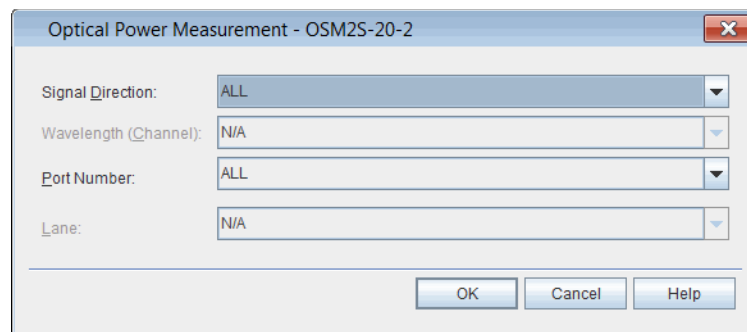 Optical Power Measurement - OSM2S-20-2
Signal Direction: ALL
Wavelength (Channel): N/A
Port Number: ALL
Lane: N/A
OK Cancel Help